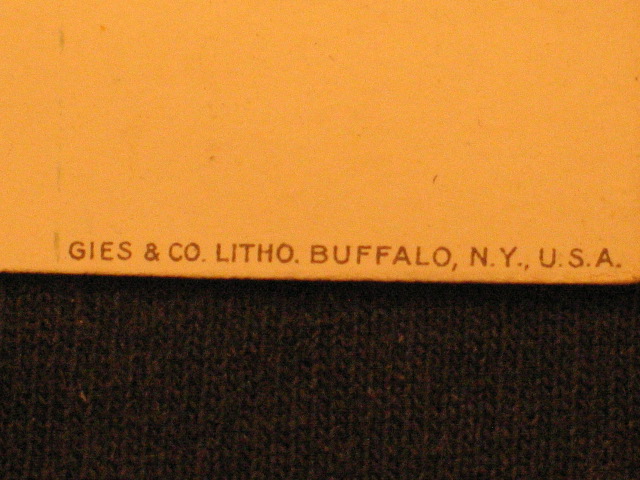 GIES & CO. LITHO. BUFFALO, N.Y., U.S.A.